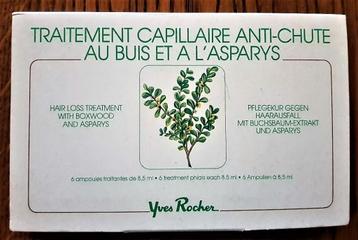 TRAITEMENT CAPILLAIRE ANTI-CHUTE
AU BUIS ET A L'ASPARYS
HAIR LOSS TREATMENT
WITH BOXWOOD
AND ASPARYS
PFLEGEKUR GEGEN
HAARAUSFALL
MIT BUCHSBAUM-EXTRAKT
UND ASPARYS
6 ampoules traitantes de 8,5 ml • 6 treatment phials each 8.5 ml • 6 Ampullen à 8,5 ml
Yves Rocher